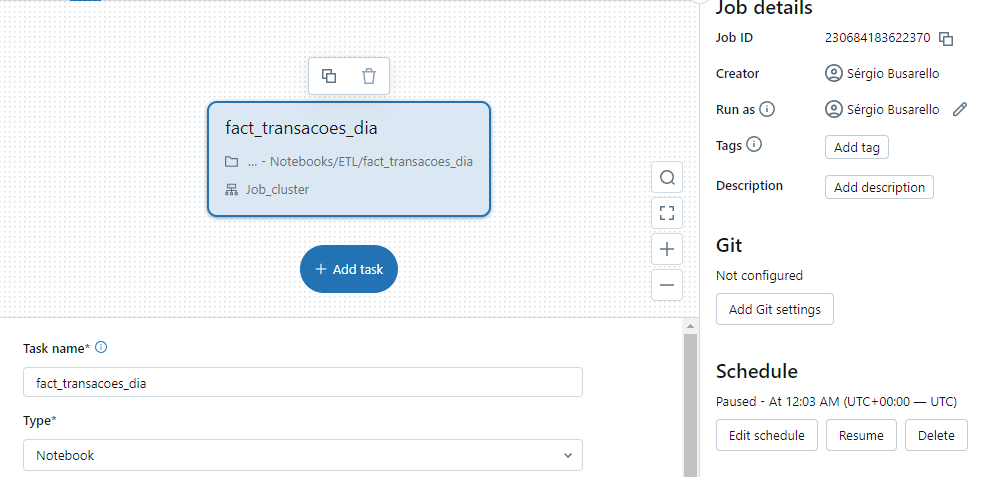 fact_transacoes_dia
... - Notebooks/ETL/fact_transacoes_dia
Job_cluster
+ Add task
Task name*
fact_transacoes_dia
Type*
Notebook
Job details
Job ID 230684183622370
Creator Sérgio Busarello
Run as Sérgio Busarello
Tags Add tag
Description Add description
Git
Not configured
Add Git settings
Schedule
Paused - At 12:03 AM (UTC+00:00 — UTC)
Edit schedule Resume Delete